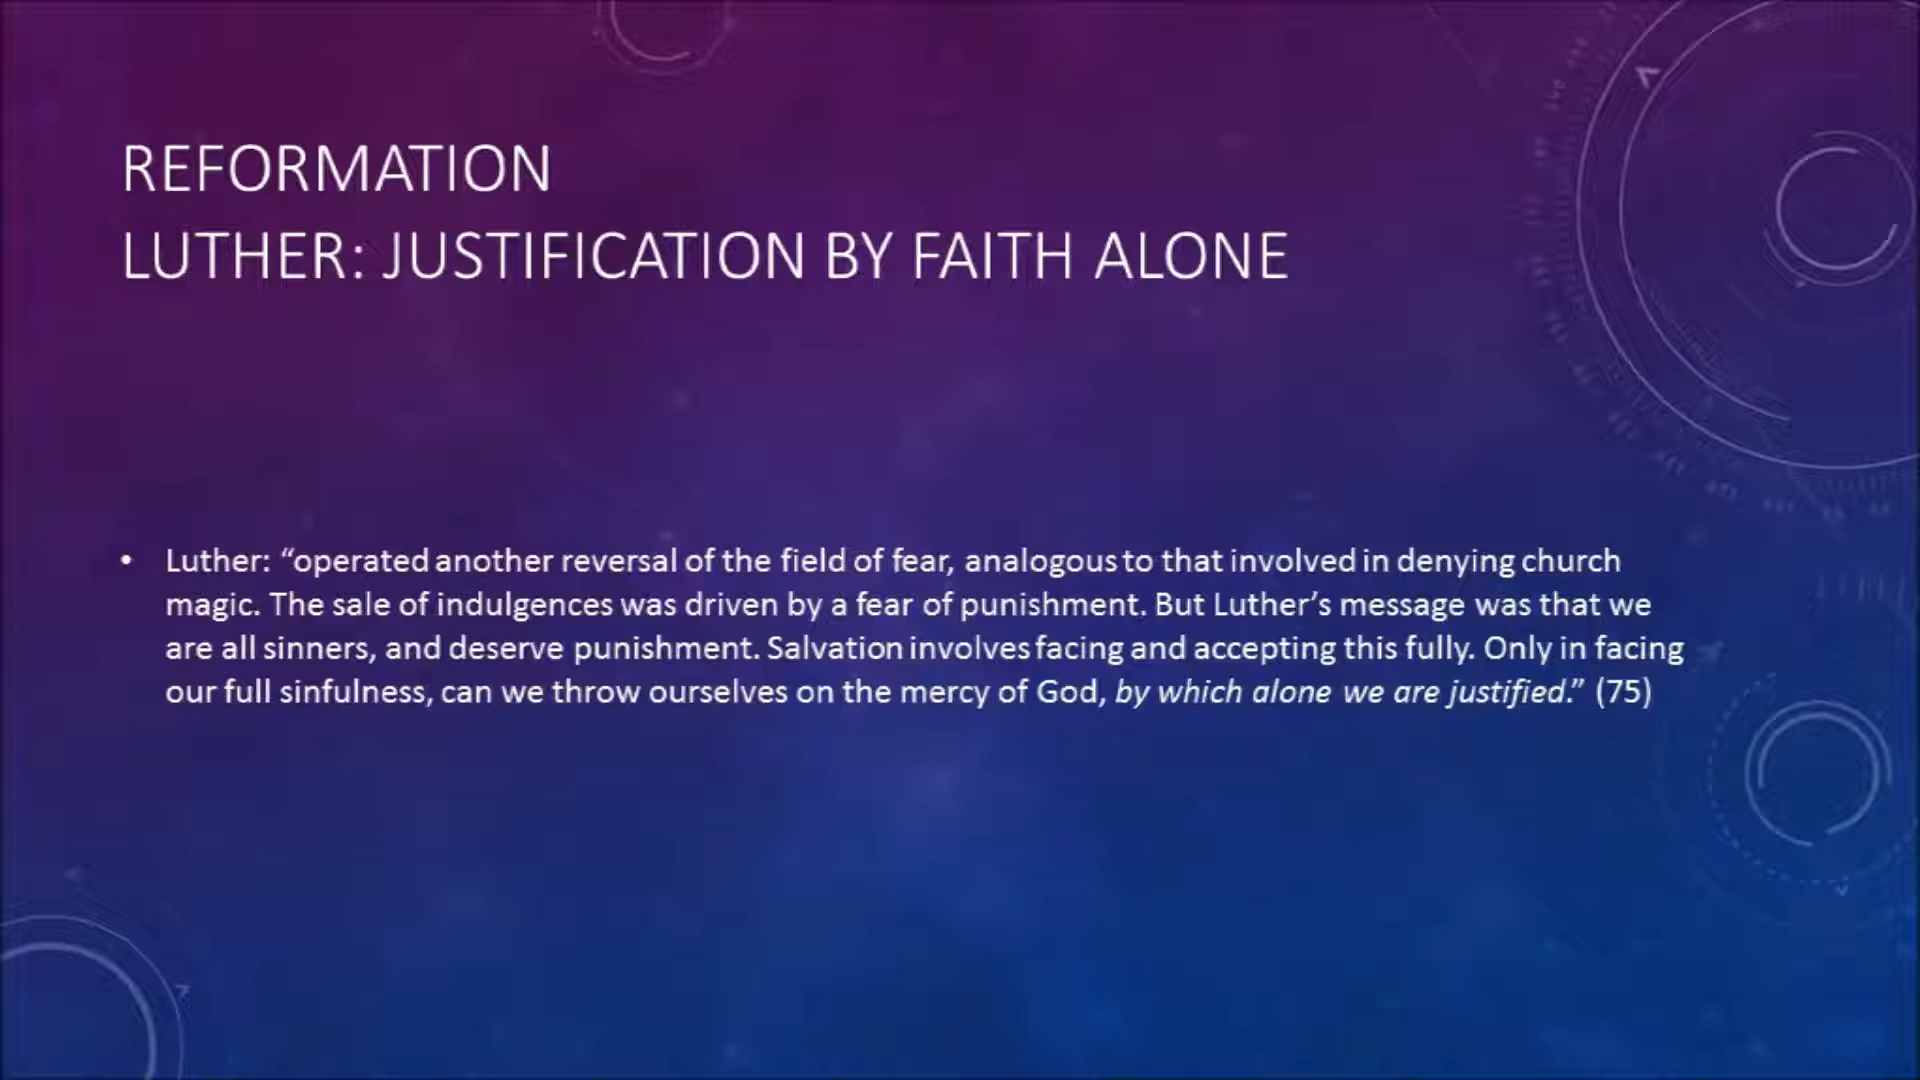 REFORMATION
LUTHER: JUSTIFICATION BY FAITH ALONE
• Luther: “operated another reversal of the field of fear, analogous to that involved in denying church
magic. The sale of indulgences was driven by a fear of punishment. But Luther’s message was that we
are all sinners, and deserve punishment. Salvation involves facing and accepting this fully. Only in facing
our full sinfulness, can we throw ourselves on the mercy of God, by which alone we are justified.” (75)